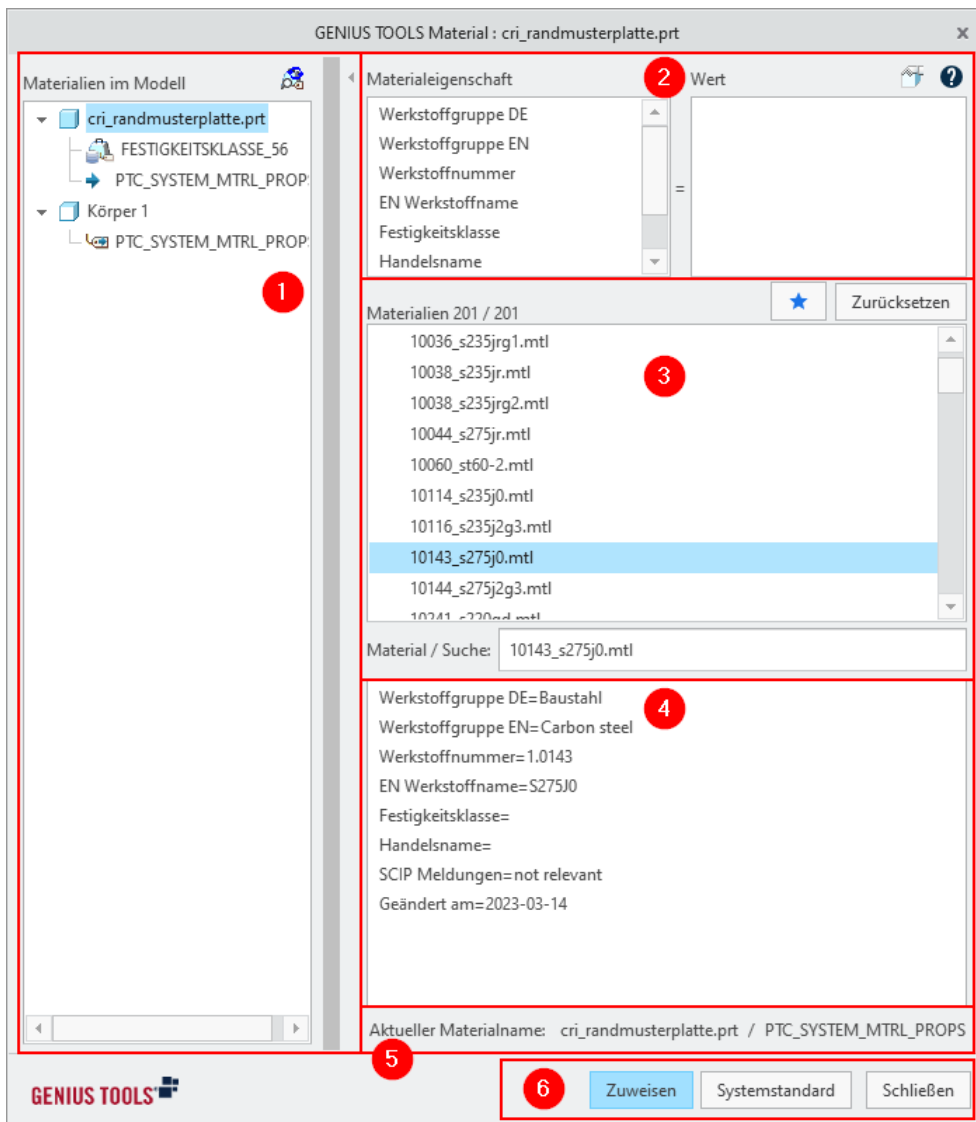 GENIUS TOOLS Material : cri_randmusterplatte.prt
Materialien im Modell
cri_randmusterplatte.prt
FESTIGKEITSKLASSE_56
PTC_SYSTEM_MTRL_PROP
Körper 1
PTC_SYSTEM_MTRL_PROP
1
Materialeigenschaft
2
Wert
Werkstoffgruppe DE
Werkstoffgruppe EN
Werkstoffnummer
EN Werkstoffname
Festigkeitsklasse
Handelsname
=
Materialien 201 / 201
Zurücksetzen
10036_s235jrg1.mtl
10038_s235jr.mtl
3
10038_s235jrg2.mtl
10044_s275jr.mtl
10060_st60-2.mtl
10114_s235j0.mtl
10116_s235j2g3.mtl
10143_s275j0.mtl
10144_s275j2g3.mtl
Material / Suche: 10143_s275j0.mtl
Werkstoffgruppe DE=Baustahl
4
Werkstoffgruppe EN=Carbon steel
Werkstoffnummer=1.0143
EN Werkstoffname=S275J0
Festigkeitsklasse=
Handelsname=
SCIP Meldungen=not relevant
Geändert am=2023-03-14
Aktueller Materialname: cri_randmusterplatte.prt / PTC_SYSTEM_MTRL_PROPS
5
GENIUS TOOLS
6
Zuweisen
Systemstandard
Schließen